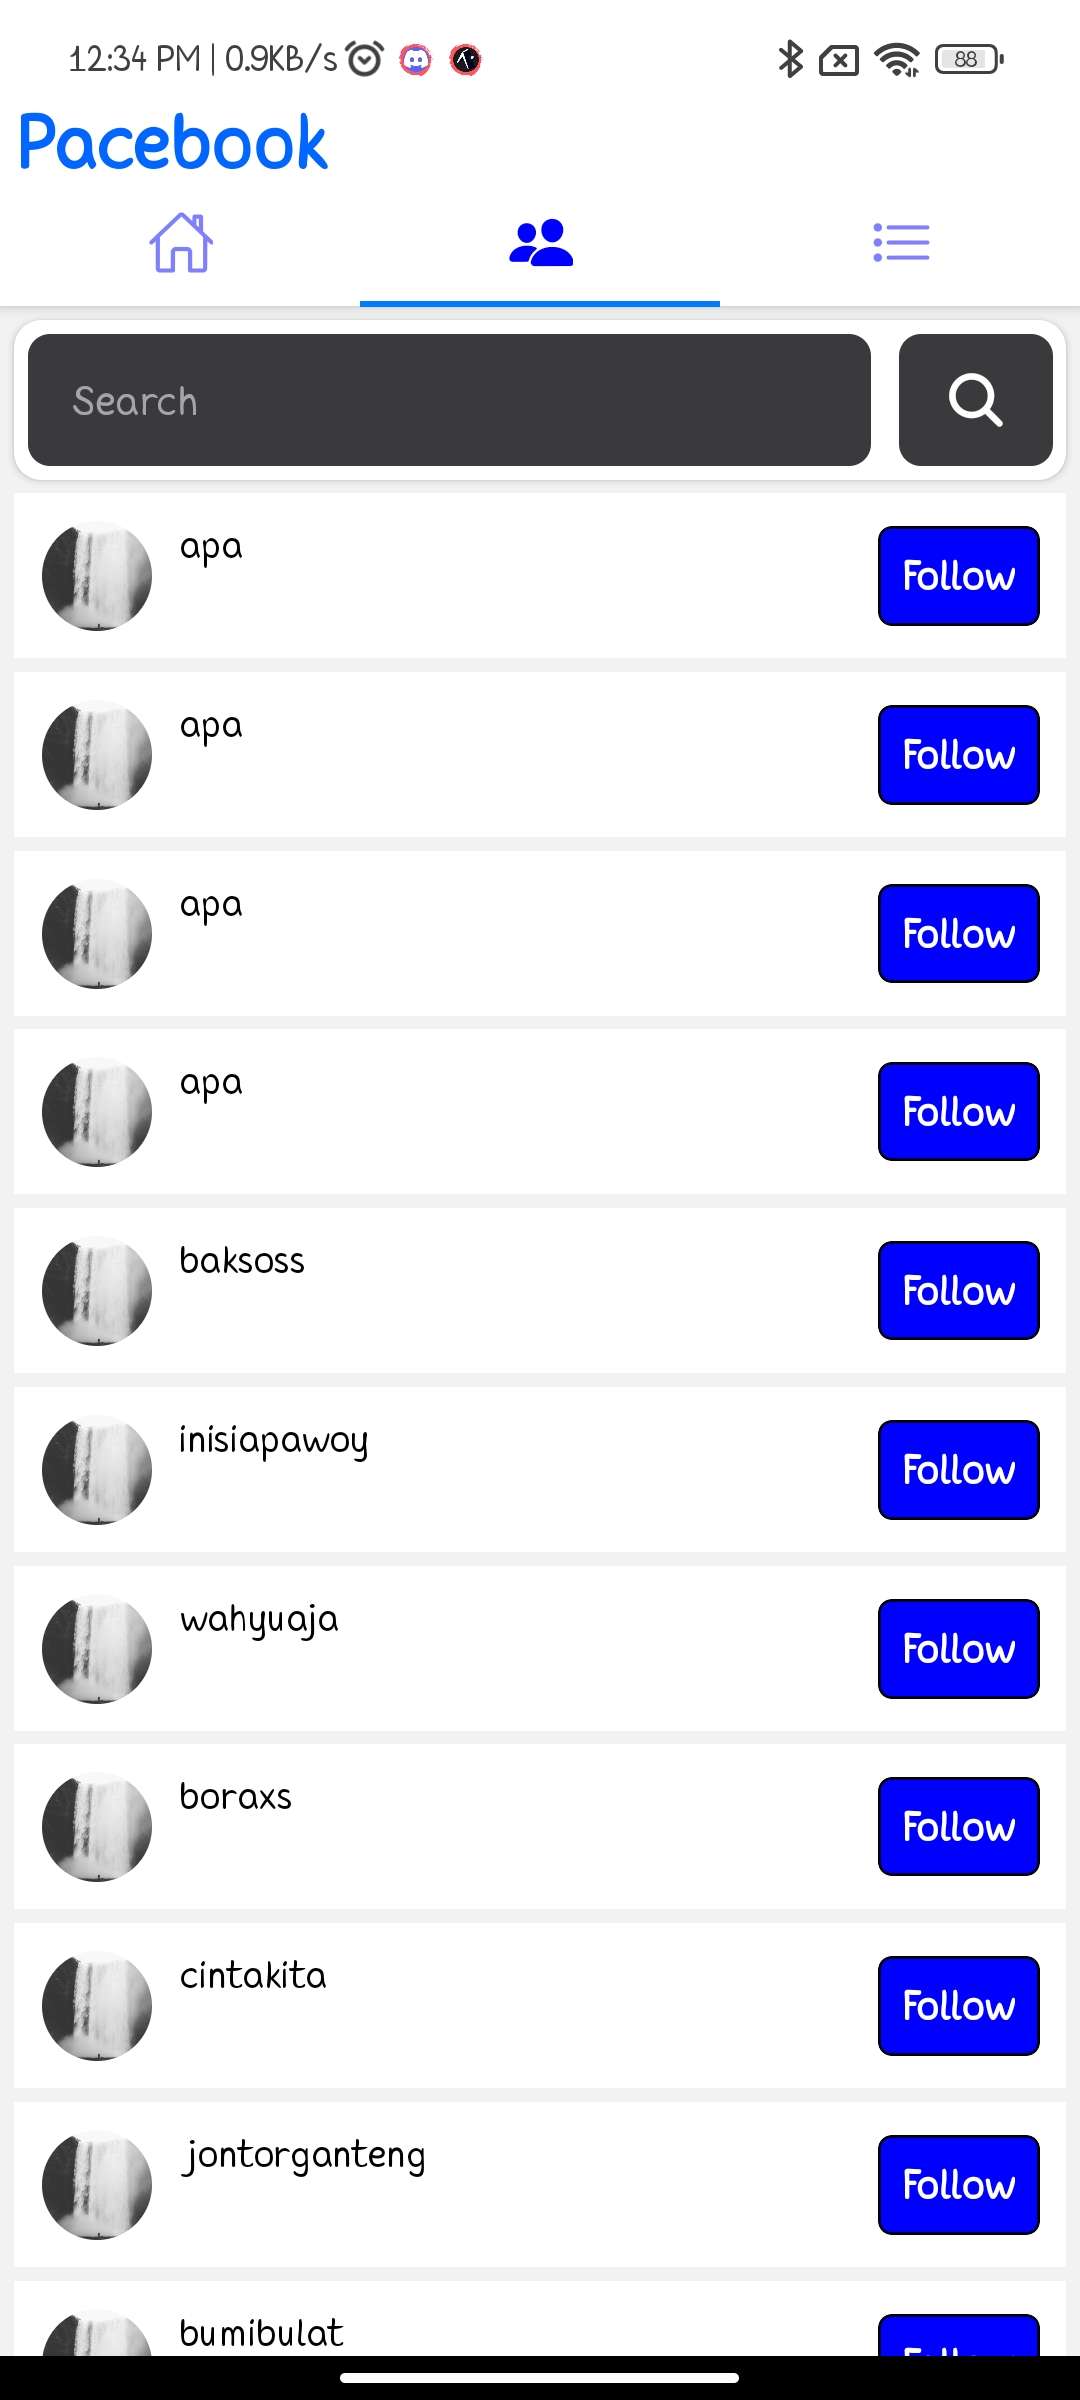 12:34 PM | 0.9KB/s 88
Pacebook
Search
apa Follow
apa Follow
apa Follow
apa Follow
baksoss Follow
inisiapawoy Follow
wahyuaja Follow
boraxs Follow
cintakita Follow
jontorganteng Follow
bumibulat